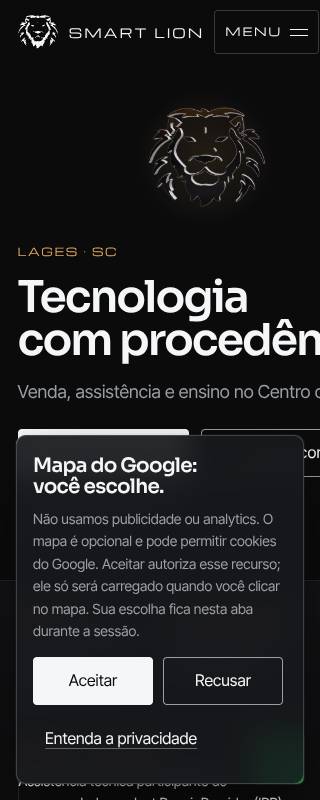 SMART LION
MENU
LAGES · SC
Tecnologia
com procedên
Venda, assistência e ensino no Centro
Mapa do Google:
você escolhe.
Não usamos publicidade ou analytics. O
mapa é opcional e pode permitir cookies
do Google. Aceitar autoriza esse recurso;
ele só será carregado quando você clicar
no mapa. Sua escolha fica nesta aba
durante a sessão.
Aceitar
Recusar
Entenda a privacidade